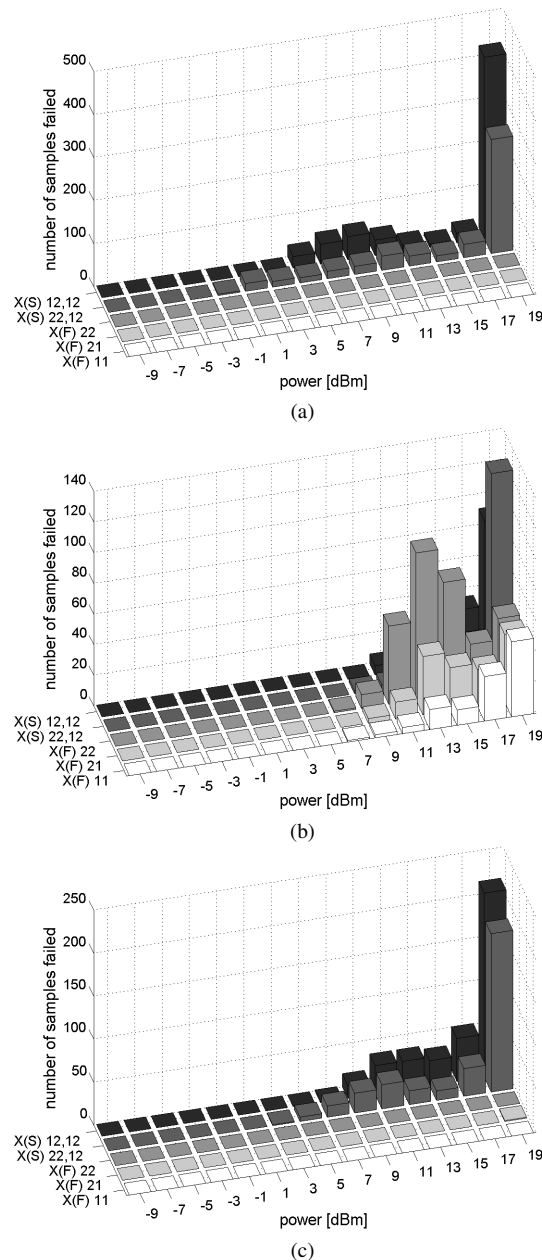 500
400
300
200
100
0
number of samples failed
X(S) 12,12
X(S) 22,12
X(F) 22
X(F) 21
X(F) 11
-9 -7 -5 -3 -1 1 3 5 7 9 11 13 15 17 19
power [dBm]
(a)
140
120
100
80
60
40
20
0
number of samples failed
X(S) 12,12
X(S) 22,12
X(F) 22
X(F) 21
X(F) 11
-9 -7 -5 -3 -1 1 3 5 7 9 11 13 15 17 19
power [dBm]
(b)
250
200
150
100
50
0
number of samples failed
X(S) 12,12
X(S) 22,12
X(F) 22
X(F) 21
X(F) 11
-9 -7 -5 -3 -1 1 3 5 7 9 11 13 15 17 19
power [dBm]
(c)